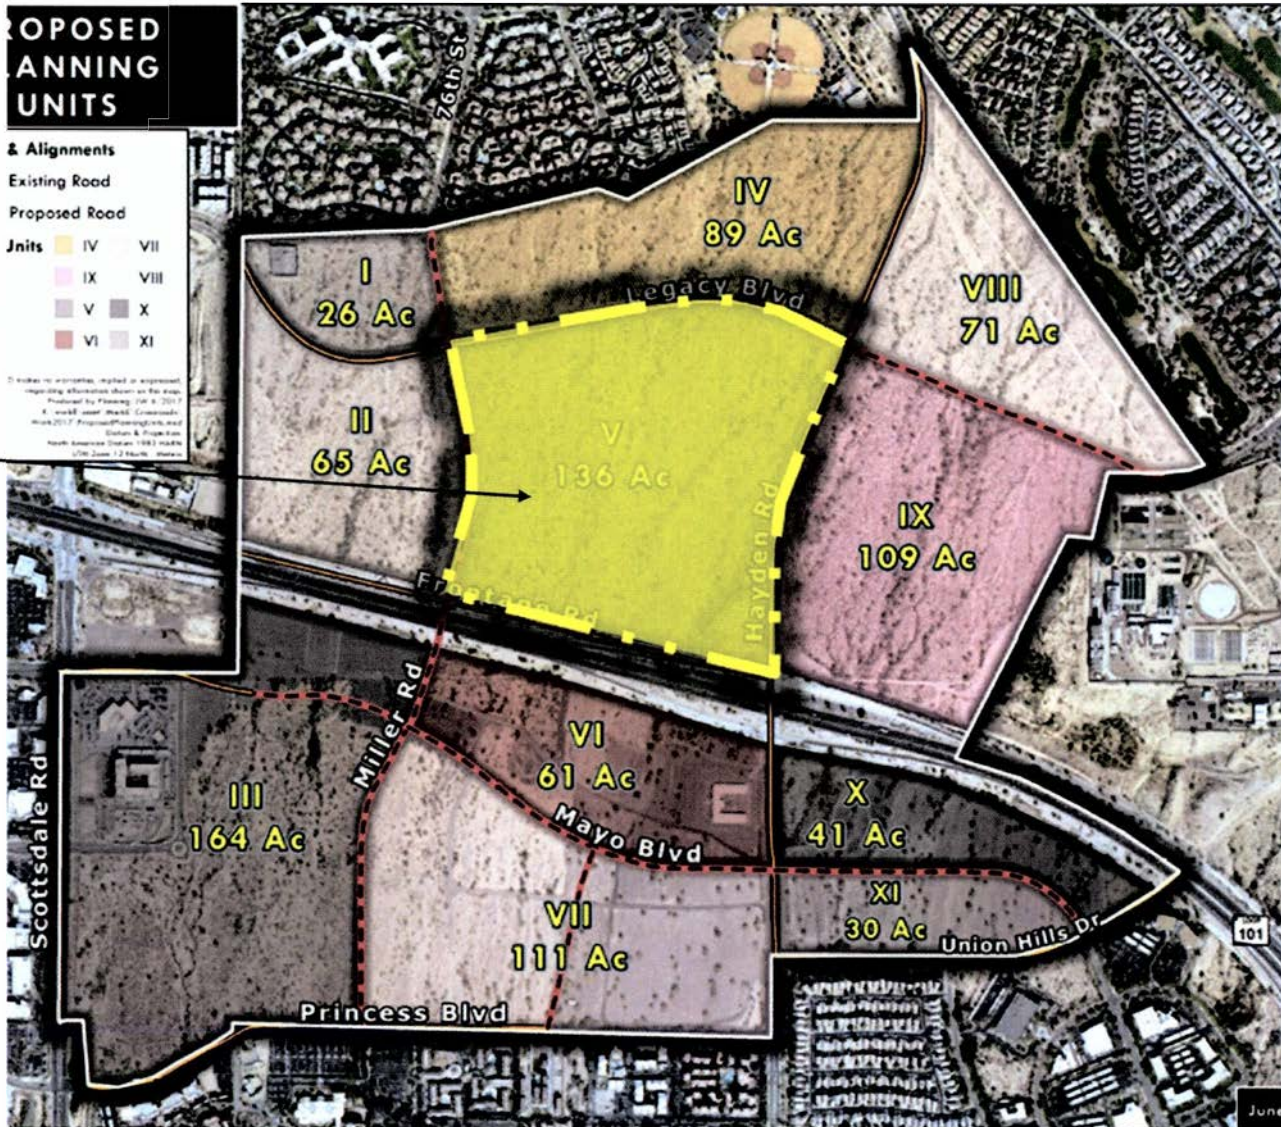 ROPOSED
ANNING
UNITS
& Alignments
Existing Road
Proposed Road
Units
IV VII
IX VIII
V X
VI XI
76th St
IV
89 Ac
Legacy Blvd
I
26 Ac
VIII
71 Ac
II
65 Ac
V
136 Ac
IX
109 Ac
Hayden Rd
Frontage Rd
Miller Rd
VI
61 Ac
Scottsdale Rd
III
164 Ac
Mayo Blvd
X
41 Ac
XI
30 Ac
VII
111 Ac
Union Hills Dr
LOOP
101
Princess Blvd
June